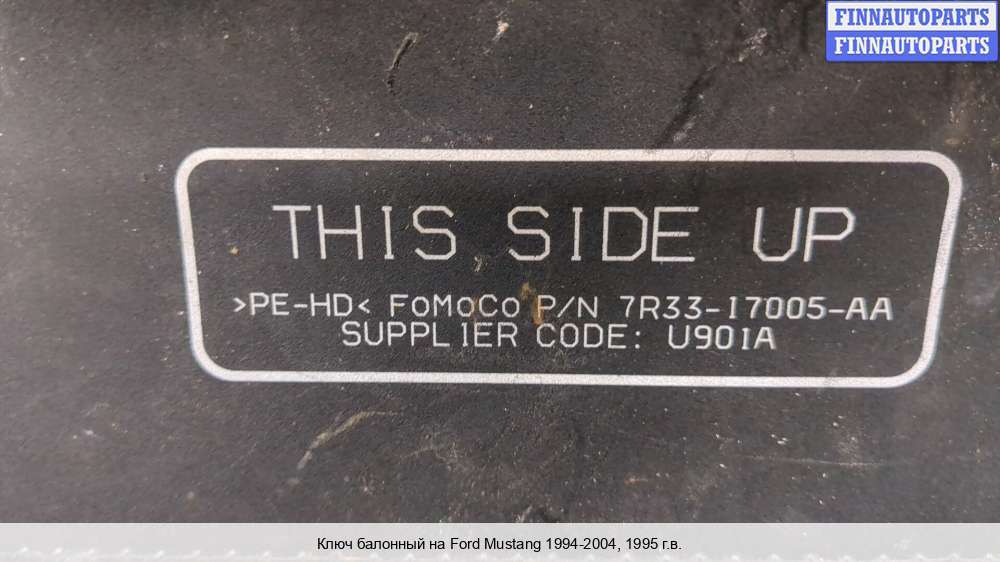 FINNAUTOPARTS
FINNAUTOPARTS
THIS SIDE UP
>PE-HD< FoMoCo P/N 7R33-17005-AA
SUPPLIER CODE: U901A
Ключ балонный на Ford Mustang 1994-2004, 1995 г.в.